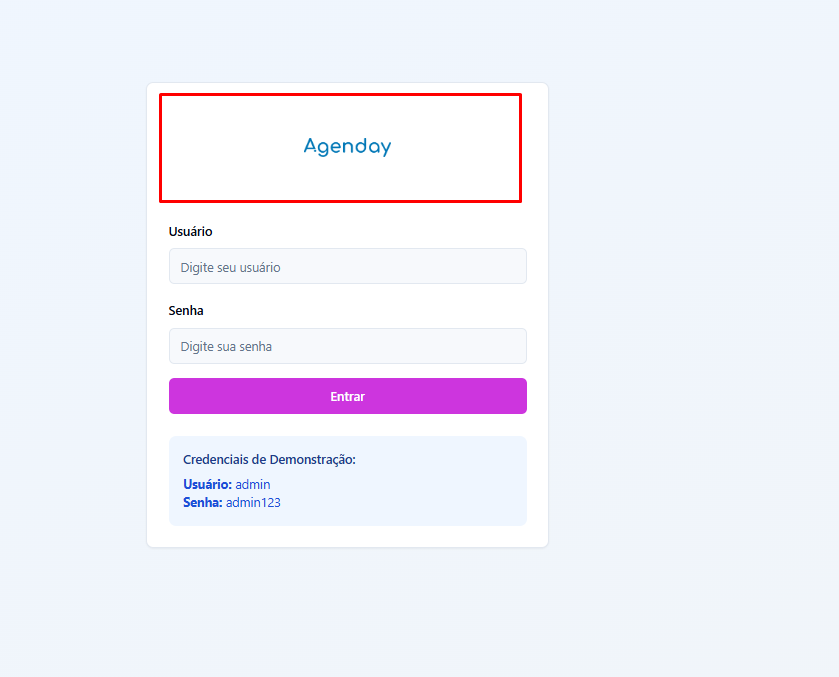 Agenday
Usuário
Digite seu usuário
Senha
Digite sua senha
Entrar
Credenciais de Demonstração:
Usuário: admin
Senha: admin123